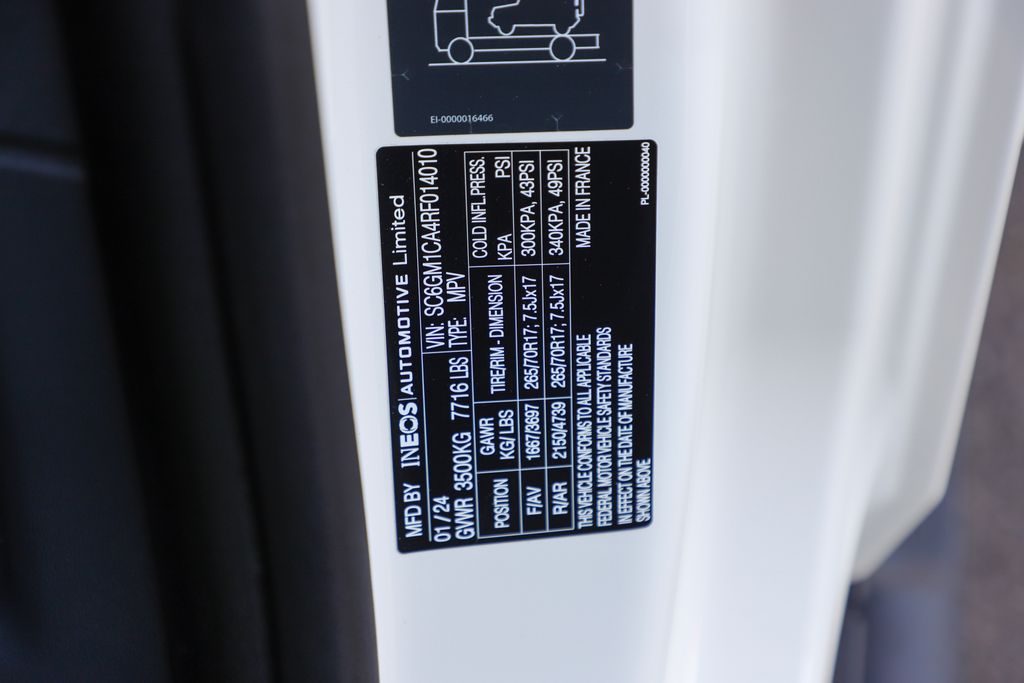 EI-0000016466
MFD BY INEOS | AUTOMOTIVE Limited
01 / 24 VIN: SC6GM1CA4RF014010
GVWR 3500KG 7716 LBS TYPE: MPV
POSITION GAWR KG/ LBS TIRE/RIM - DIMENSION COLD INFL.PRESS. KPA PSI
F/AV 1667/3697 265/70R17; 7.5Jx17 300KPA, 43PSI
R/AR 2150/4739 265/70R17; 7.5Jx17 340KPA, 49PSI
THIS VEHICLE CONFORMS TO ALL APPLICABLE MADE IN FRANCE
FEDERAL MOTOR VEHICLE SAFETY STANDARDS
IN EFFECT ON THE DATE OF MANUFACTURE
SHOWN ABOVE
PL-0000000040